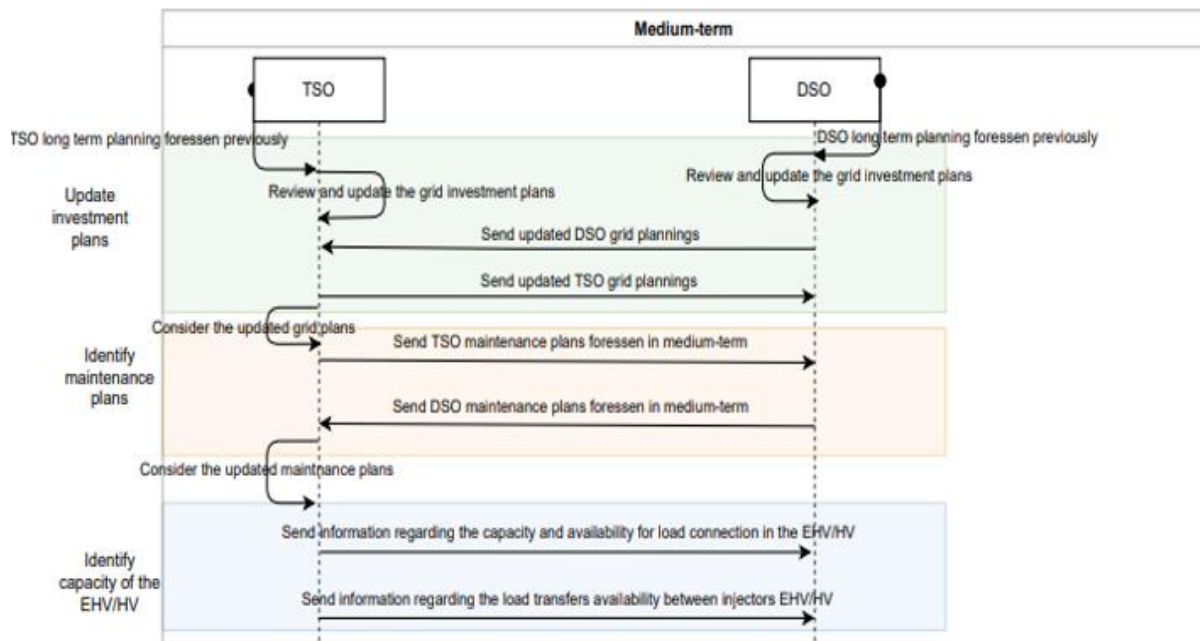 Medium-term
TSO
DSO
TSO long term planning foressen previously
DSO long term planning foressen previously
Review and update the grid investment plans
Review and update the grid investment plans
Update
investment
plans
Send updated DSO grid plannings
Send updated TSO grid plannings
Consider the updated grid plans
Identify
maintenance
plans
Send TSO maintenance plans foressen in medium-term
Send DSO maintenance plans foressen in medium-term
Consider the updated maintnance plans
Identify
capacity of the
EHV/HV
Send information regarding the capacity and availability for load connection in the EHV/HV
Send information regarding the load transfers availability between injectors EHV/HV